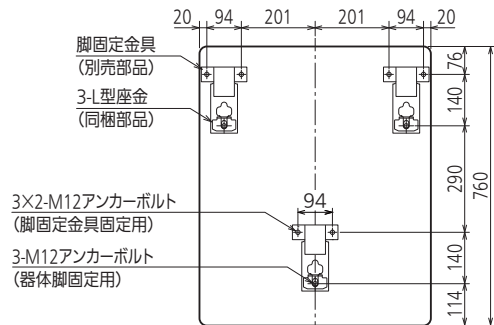 20 94 201 201 94 20
脚固定金具
(別売部品)
3-L型座金
(同梱部品)
3×2-M12アンカーボルト
(脚固定金具固定用)
3-M12アンカーボルト
(器体脚固定用)
94
76
140
290
140
114
760